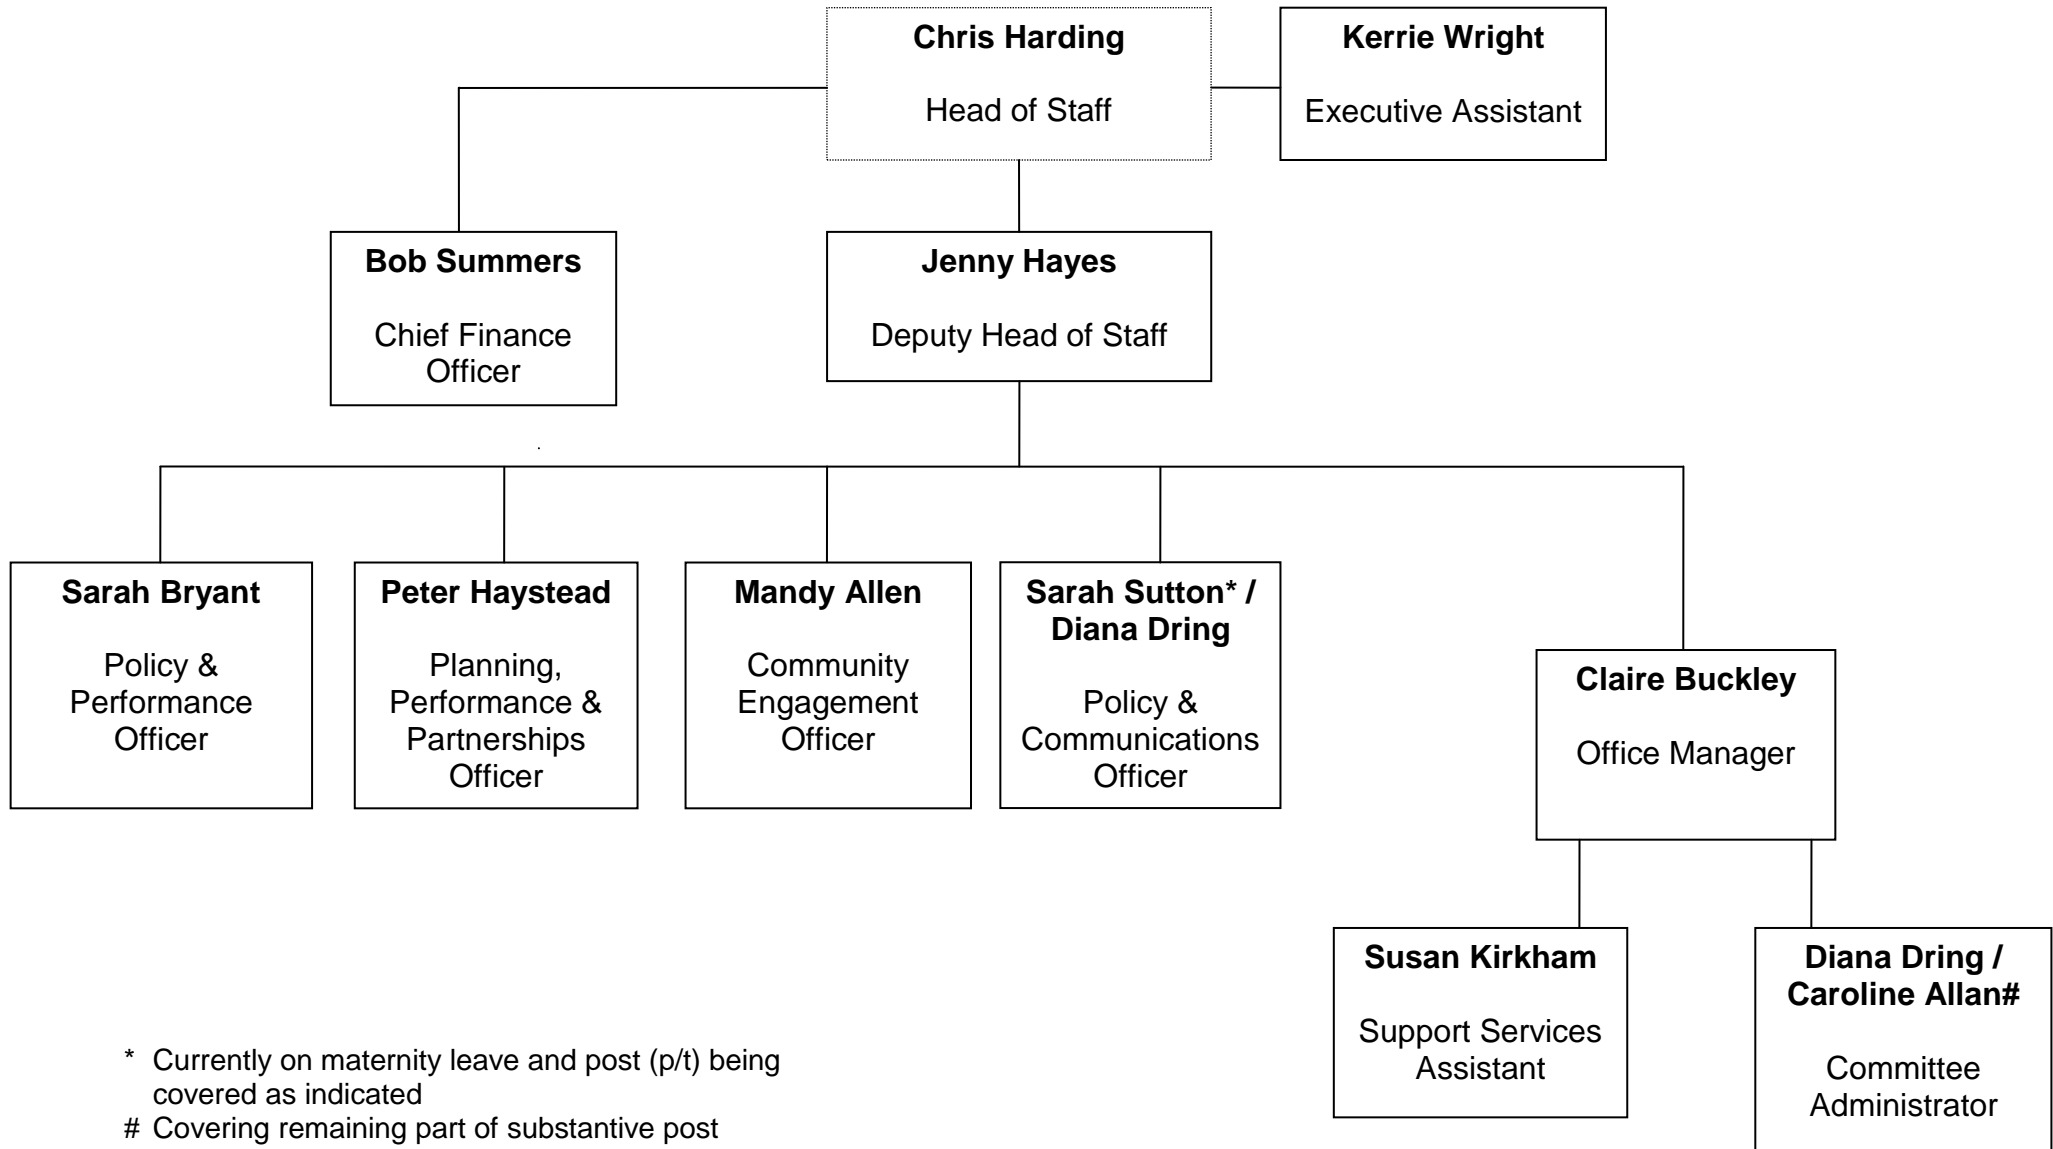 Chris Harding
Head of Staff
Kerrie Wright
Executive Assistant
Bob Summers
Chief Finance
Officer
Jenny Hayes
Deputy Head of Staff
Sarah Bryant
Policy &
Performance
Officer
Peter Haystead
Planning,
Performance &
Partnerships
Officer
Mandy Allen
Community
Engagement
Officer
Sarah Sutton* /
Diana Dring
Policy &
Communications
Officer
Claire Buckley
Office Manager
Susan Kirkham
Support Services
Assistant
Diana Dring /
Caroline Allan#
Committee
Administrator
* Currently on maternity leave and post (p/t) being
covered as indicated
# Covering remaining part of substantive post